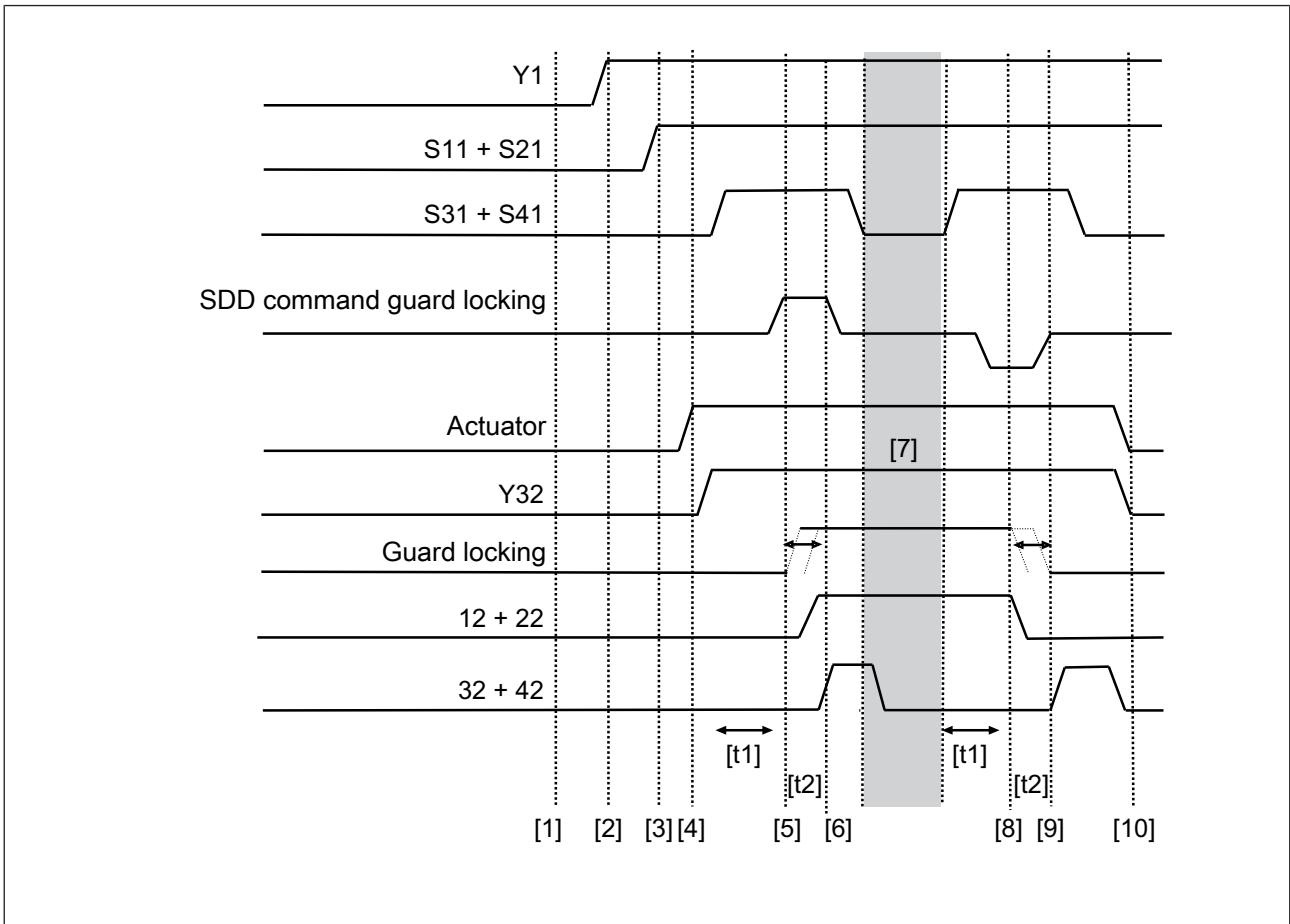 Y1
S11 + S21
S31 + S41
SDD command guard locking
Actuator
[7]
Y32
Guard locking
12 + 22
32 + 42
[t1] [t1]
[t2] [t2]
[1] [2] [3] [4] [5] [6] [8] [9] [10]